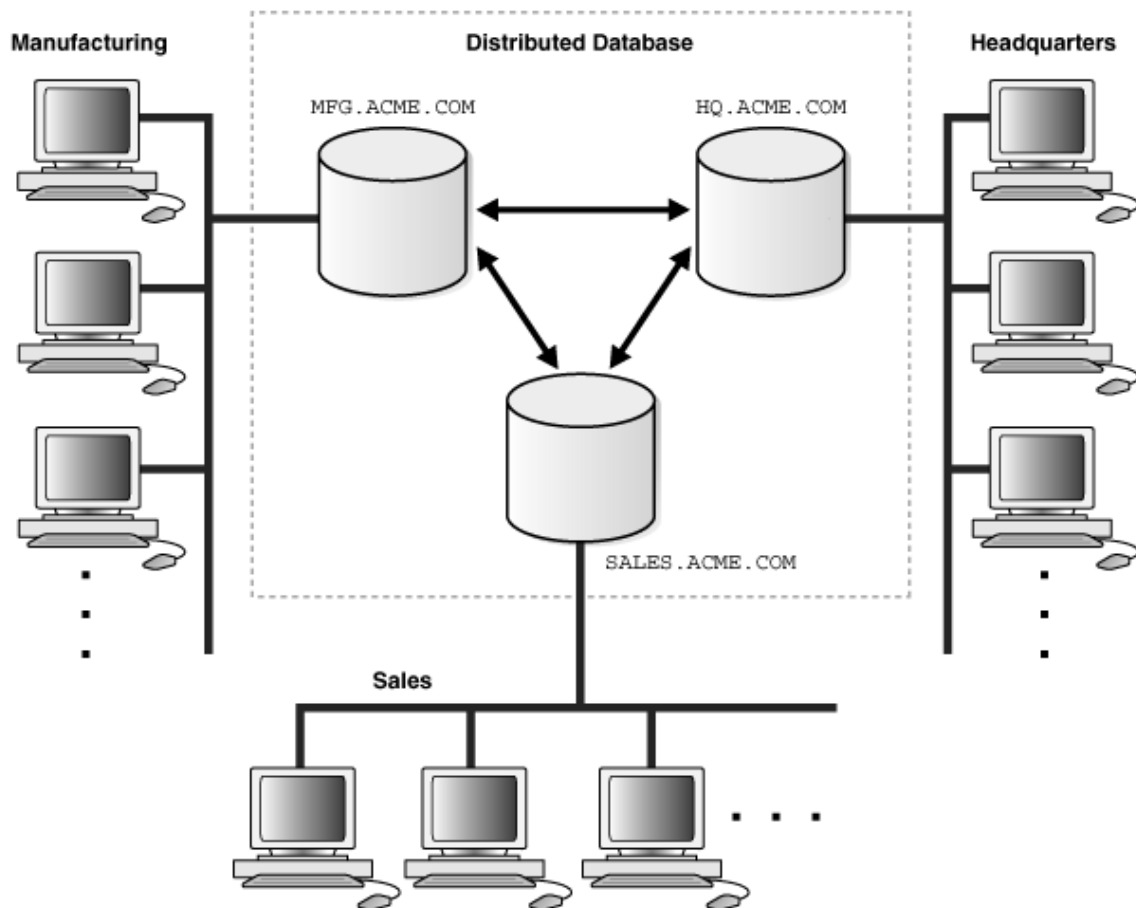 Manufacturing
Distributed Database
Headquarters
MFG.ACME.COM
HQ.ACME.COM
SALES.ACME.COM
Sales